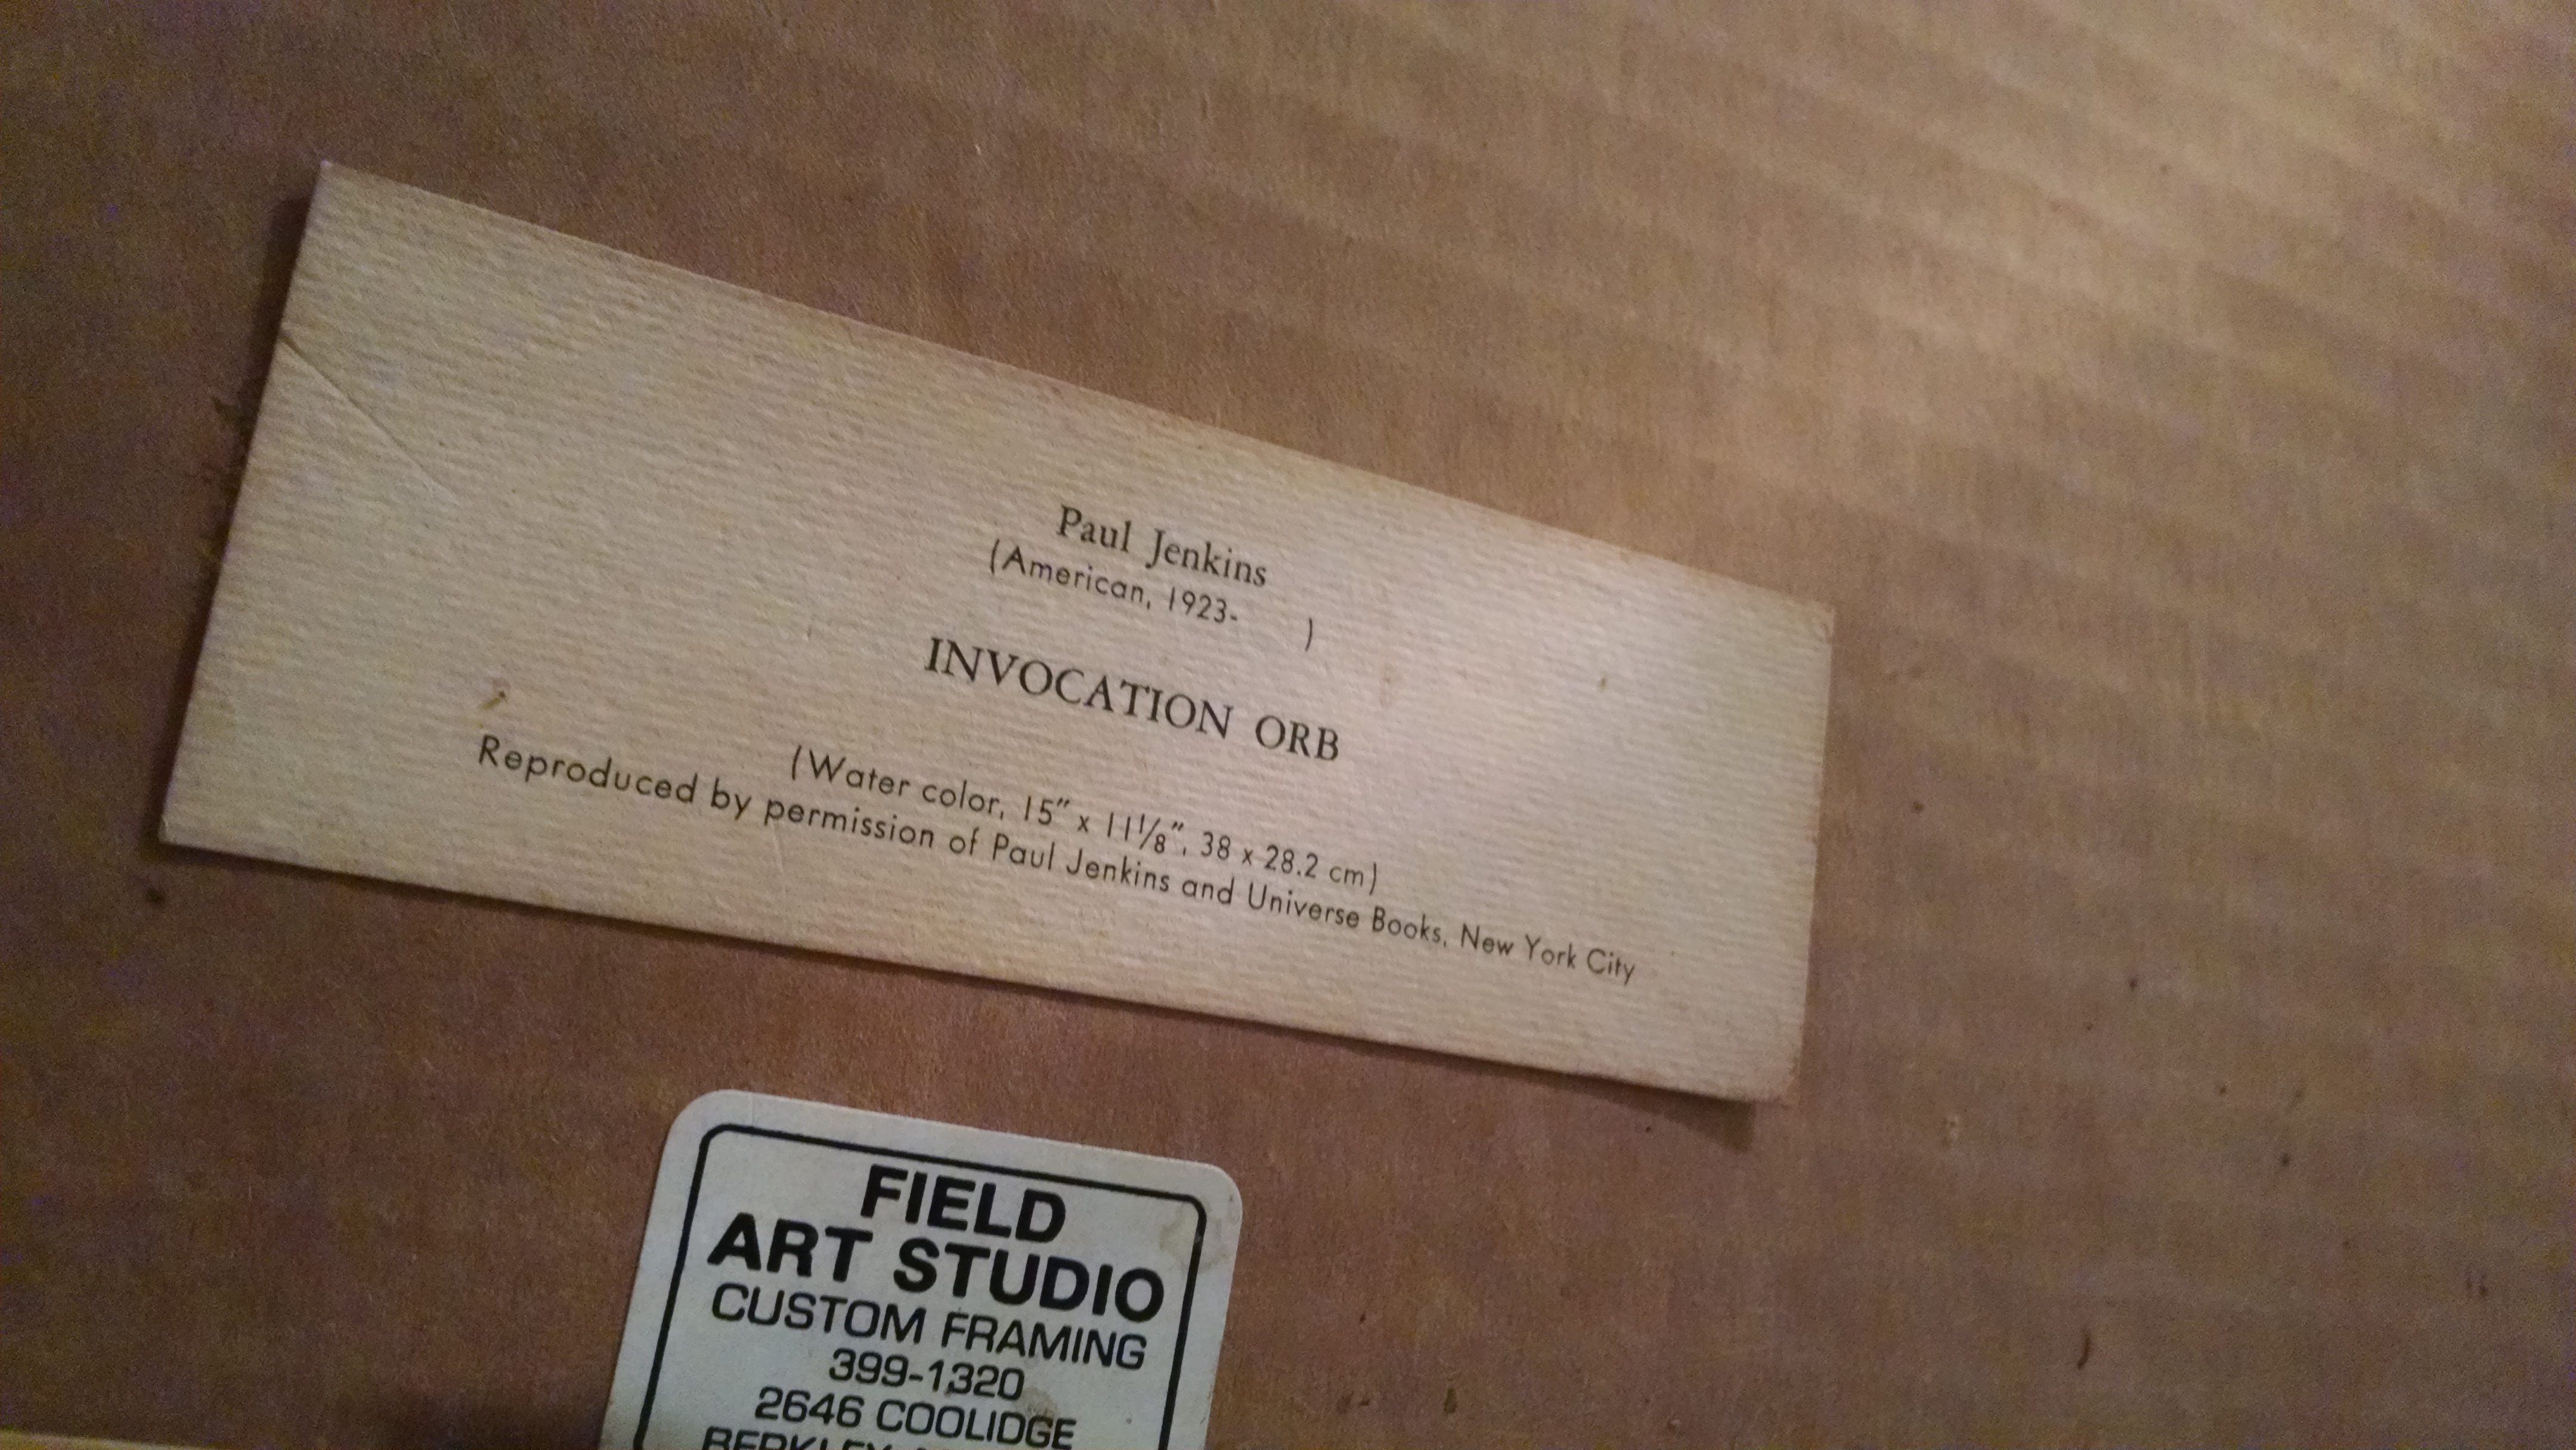 Paul Jenkins
(American, 1923- )
INVOCATION ORB
(Water color, 15" x 11⅛", 38 x 28.2 cm)
Reproduced by permission of Paul Jenkins and Universe Books, New York City
FIELD
ART STUDIO
CUSTOM FRAMING
399-1320
2646 COOLIDGE
BERKLEY